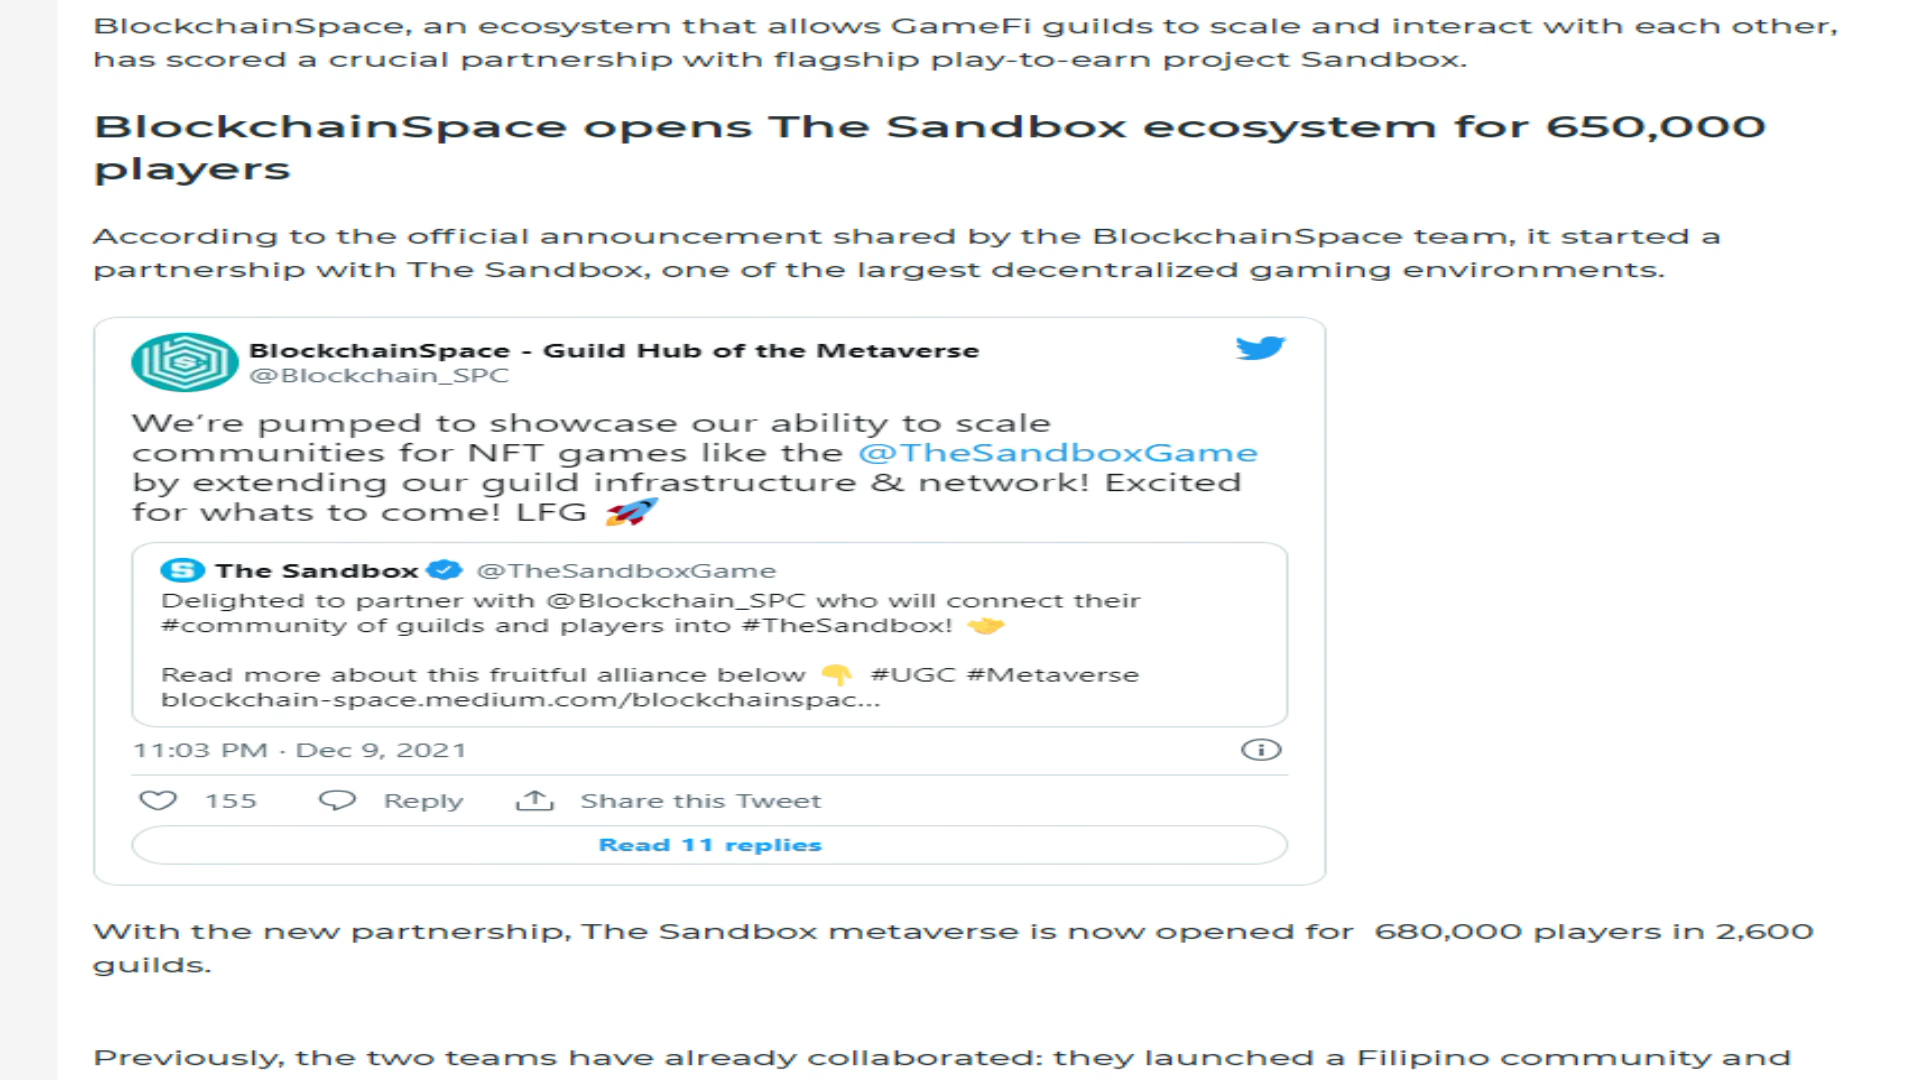 BlockchainSpace, an ecosystem that allows GameFi guilds to scale and interact with each other,
has scored a crucial partnership with flagship play-to-earn project Sandbox.
BlockchainSpace opens The Sandbox ecosystem for 650,000
players
According to the official announcement shared by the BlockchainSpace team, it started a
partnership with The Sandbox, one of the largest decentralized gaming environments.
BlockchainSpace - Guild Hub of the Metaverse
@Blockchain_SPC
We're pumped to showcase our ability to scale
communities for NFT games like the @TheSandboxGame
by extending our guild infrastructure & network! Excited
for whats to come! LFG 🚀
The Sandbox @TheSandboxGame
Delighted to partner with @Blockchain_SPC who will connect their
#community of guilds and players into #TheSandbox! 🤝
Read more about this fruitful alliance below 👇 #UGC #Metaverse
blockchain-space.medium.com/blockchainspac...
11:03 PM · Dec 9, 2021
155 Reply Share this Tweet
Read 11 replies
With the new partnership, The Sandbox metaverse is now opened for 680,000 players in 2,600
guilds.
Previously, the two teams have already collaborated: they launched a Filipino community and